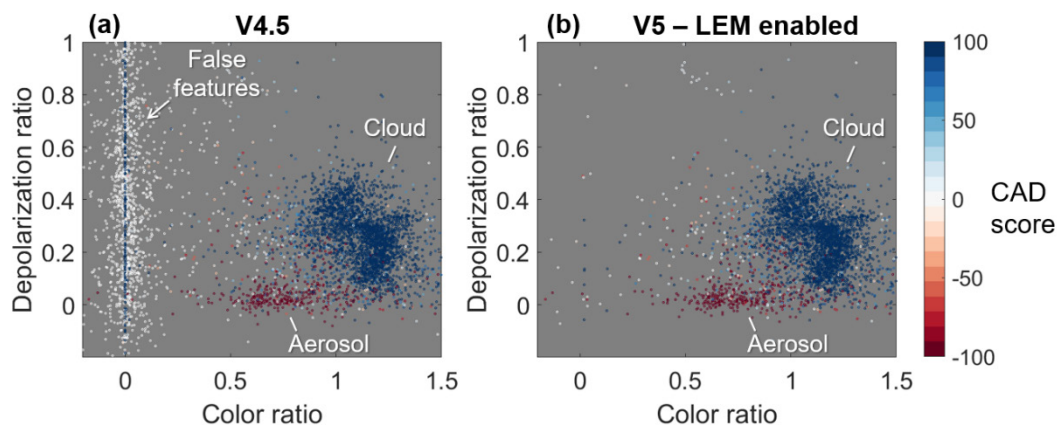 (a) V4.5
1
0.8
0.6
0.4
0.2
0
Depolarization ratio
False
features
Cloud
Aerosol
0 0.5 1 1.5
Color ratio
(b) V5 – LEM enabled
1
0.8
0.6
0.4
0.2
0
Depolarization ratio
Cloud
Aerosol
0 0.5 1 1.5
Color ratio
100
50
0
-50
-100
CAD
score